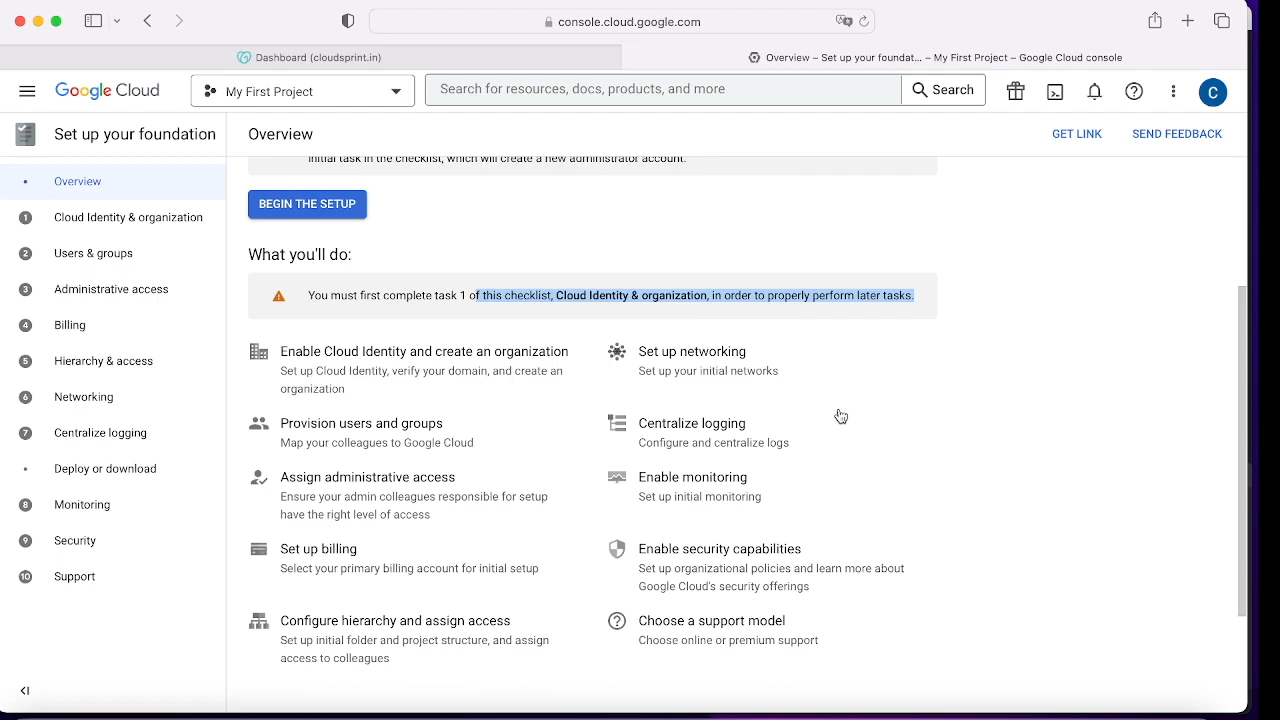 console.cloud.google.com
Dashboard (cloudsprint.in)
Overview – Set up your foundat... – My First Project – Google Cloud console
Google Cloud
My First Project
Search for resources, docs, products, and more
Search
C
Set up your foundation
Overview
GET LINK
SEND FEEDBACK
Overview
1 Cloud Identity & organization
2 Users & groups
3 Administrative access
4 Billing
5 Hierarchy & access
6 Networking
7 Centralize logging
Deploy or download
8 Monitoring
9 Security
10 Support
initial task in the checklist, which will create a new administrator account.
BEGIN THE SETUP
What you'll do:
You must first complete task 1 of this checklist, Cloud Identity & organization, in order to properly perform later tasks.
Enable Cloud Identity and create an organization
Set up Cloud Identity, verify your domain, and create an
organization
Provision users and groups
Map your colleagues to Google Cloud
Assign administrative access
Ensure your admin colleagues responsible for setup
have the right level of access
Set up billing
Select your primary billing account for initial setup
Configure hierarchy and assign access
Set up initial folder and project structure, and assign
access to colleagues
Set up networking
Set up your initial networks
Centralize logging
Configure and centralize logs
Enable monitoring
Set up initial monitoring
Enable security capabilities
Set up organizational policies and learn more about
Google Cloud's security offerings
Choose a support model
Choose online or premium support